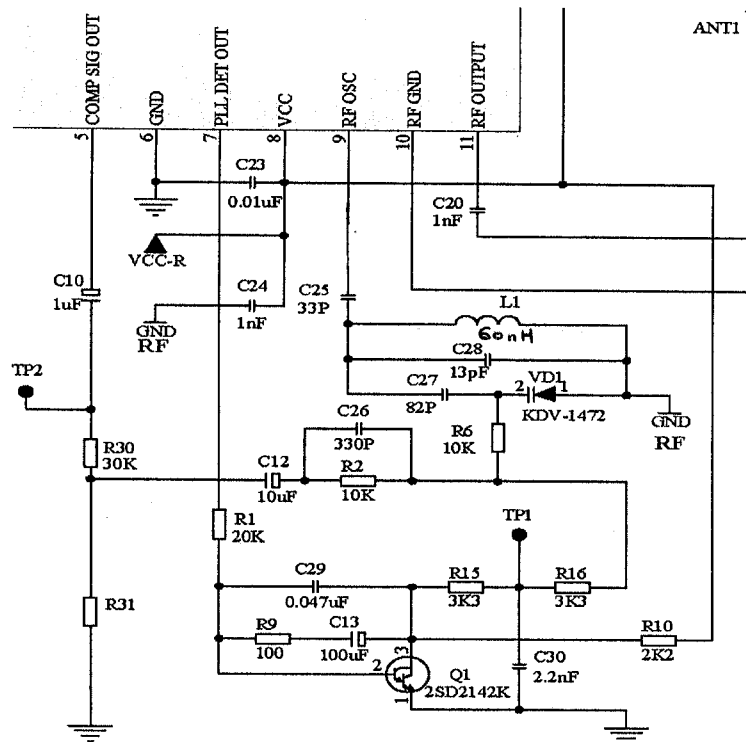 ANT1
COMP SIG OUT
GND
PLL DET OUT
VCC
RF OSC
RF GND
RF OUTPUT
5
6
7
8
9
10
11
C23
0.01uF
C20
1nF
VCC-R
C10
1uF
C24
1nF
GND
RF
C25
33P
L1
60nH
C28
13pF
TP2
C27
82P
2
VD1
1
KDV-1472
GND
RF
R30
30K
C26
330P
R6
10K
C12
10uF
R2
10K
R1
20K
TP1
C29
0.047uF
R15
3K3
R16
3K3
R31
R9
100
C13
100uF
R10
2K2
3
2
1
Q1
2SD2142K
C30
2.2nF